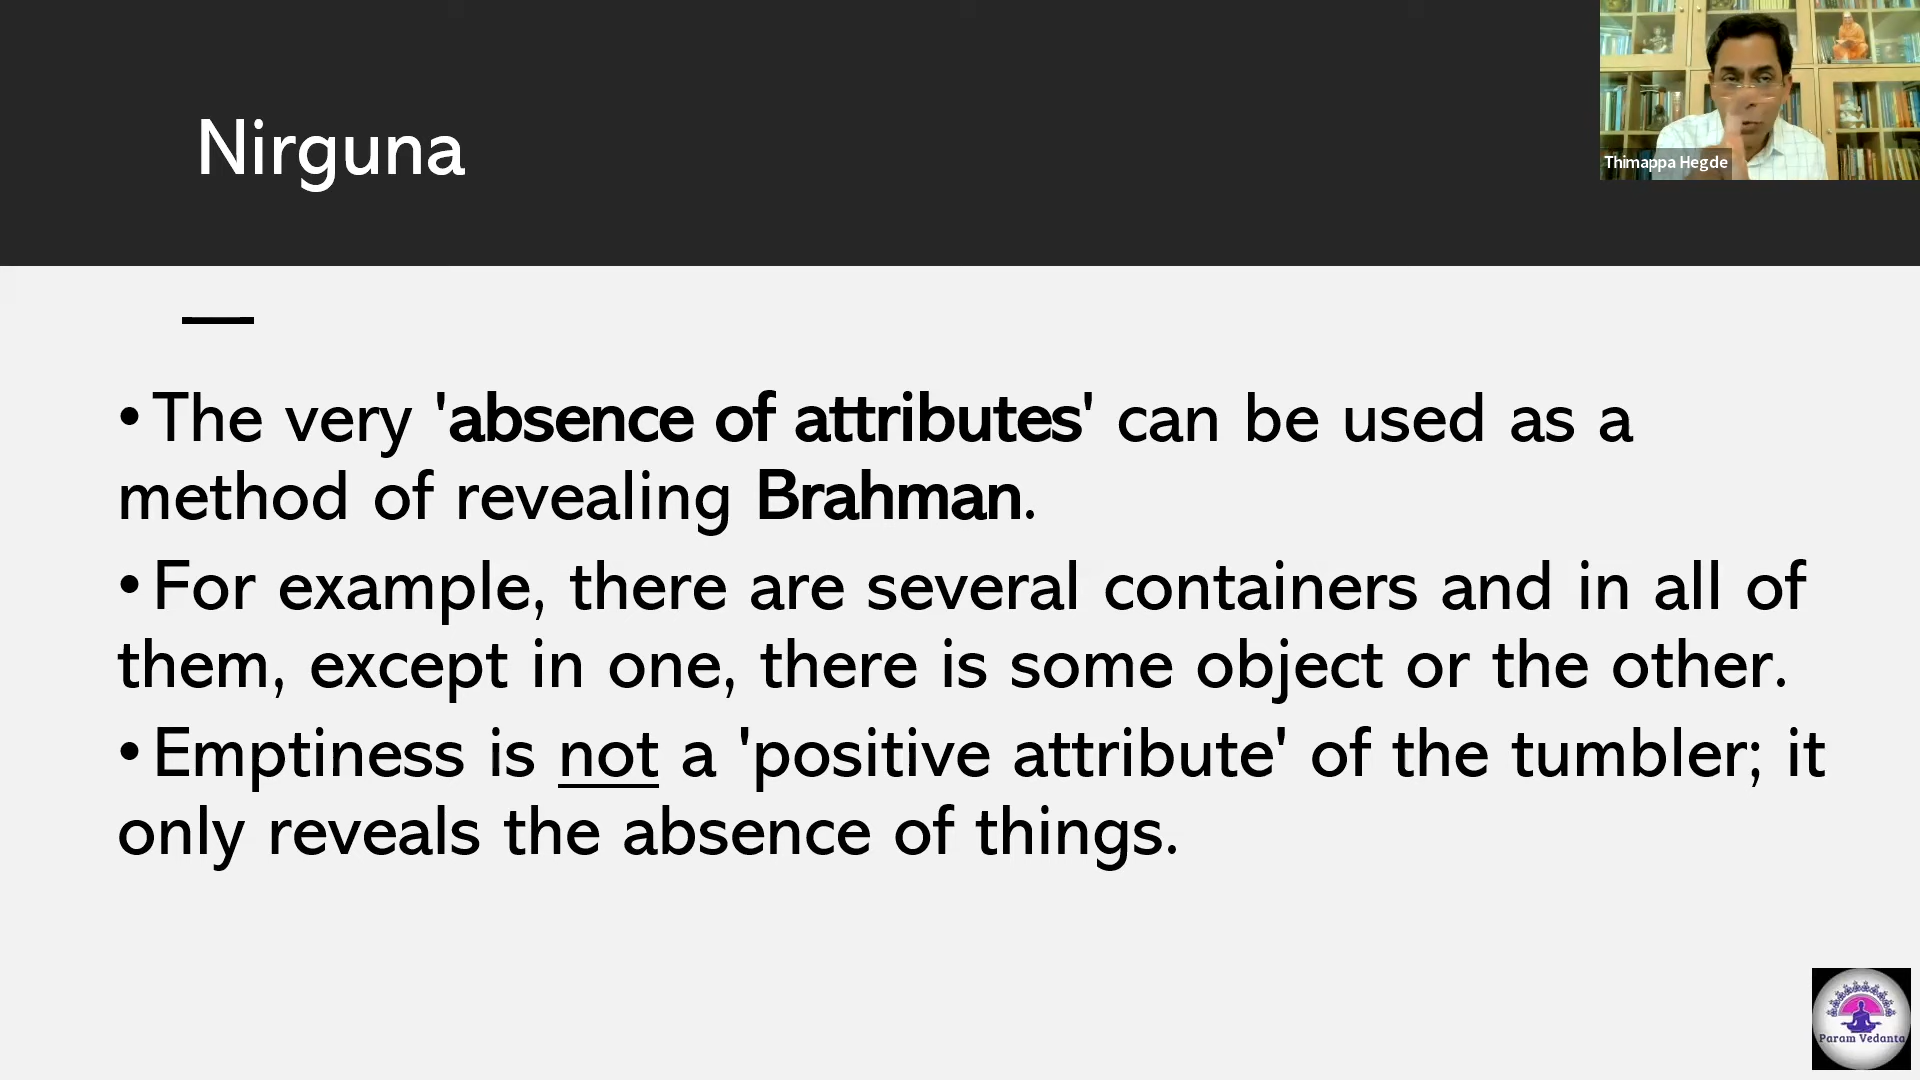 Nirguna
Thimappa Hegde
•The very 'absence of attributes' can be used as a
method of revealing Brahman.
•For example, there are several containers and in all of
them, except in one, there is some object or the other.
•Emptiness is not a 'positive attribute' of the tumbler; it
only reveals the absence of things.
Param Vedanta